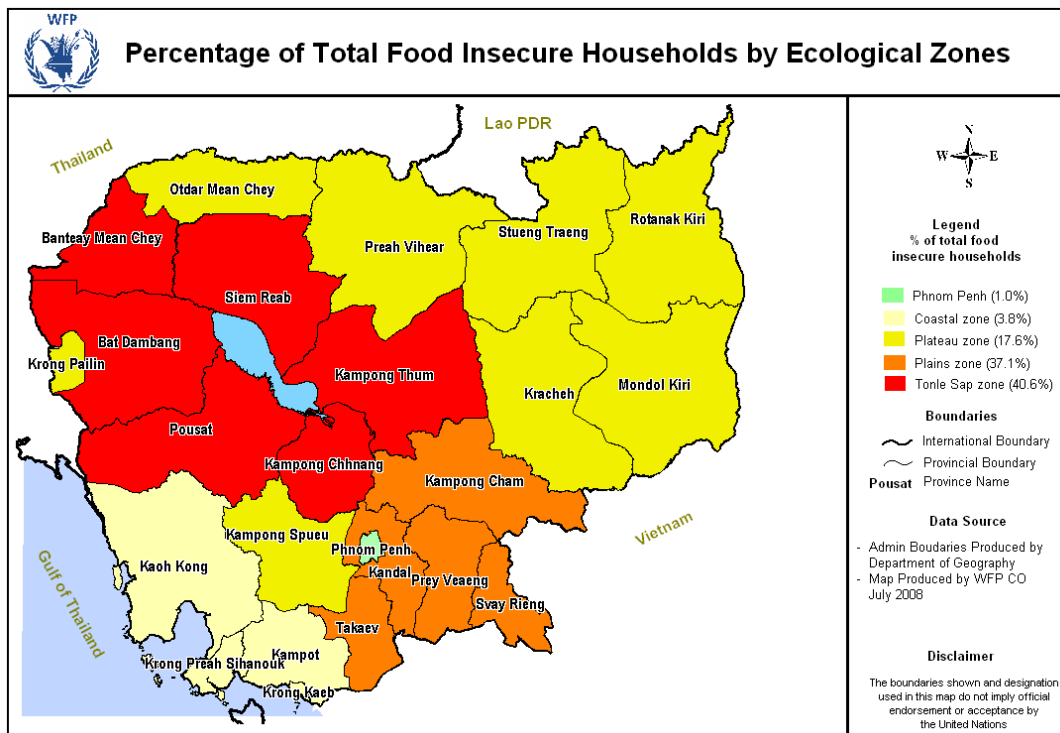 WFP
Percentage of Total Food Insecure Households by Ecological Zones
Lao PDR
Thailand
Otdar Mean Chey
Rotanak Kiri
Banteay Mean Chey
Preah Vihear
Stueng Traeng
Siem Reab
Bat Dambang
Krong Pailin
Kampong Thum
Kracheh
Mondol Kiri
Pousat
Kampong Chhnang
Kampong Cham
Kampong Spueu
Phnom Penh
Vietnam
Kaoh Kong
Kandal
Prey Veaeng
Svay Rieng
Gulf of Thailand
Takaev
Kampot
Krong Preah Sihanouk
Krong Kaeb
N
W
E
S
Legend
% of total food
insecure households
Phnom Penh (1.0%)
Coastal zone (3.8%)
Plateau zone (17.6%)
Plains zone (37.1%)
Tonle Sap zone (40.6%)
Boundaries
International Boundary
Provincial Boundary
Pousat Province Name
Data Source
- Admin Boudaries Produced by
Department of Geography
- Map Produced by WFP CO
July 2008
Disclaimer
The boundaries shown and designation
used in this map do not imply official
endorsement or acceptance by
the United Nations